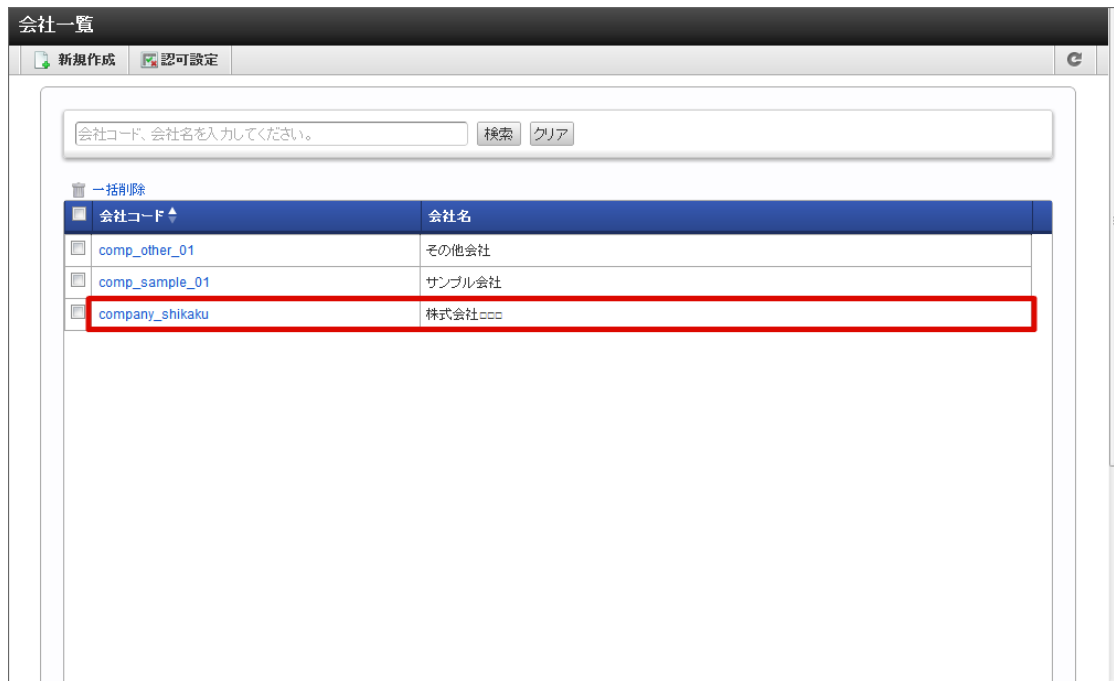 会社一覧
新規作成 認可設定
会社コード、会社名を入力してください。 検索 クリア
一括削除
会社コード 会社名
comp_other_01 その他会社
comp_sample_01 サンプル会社
company_shikaku 株式会社□□□